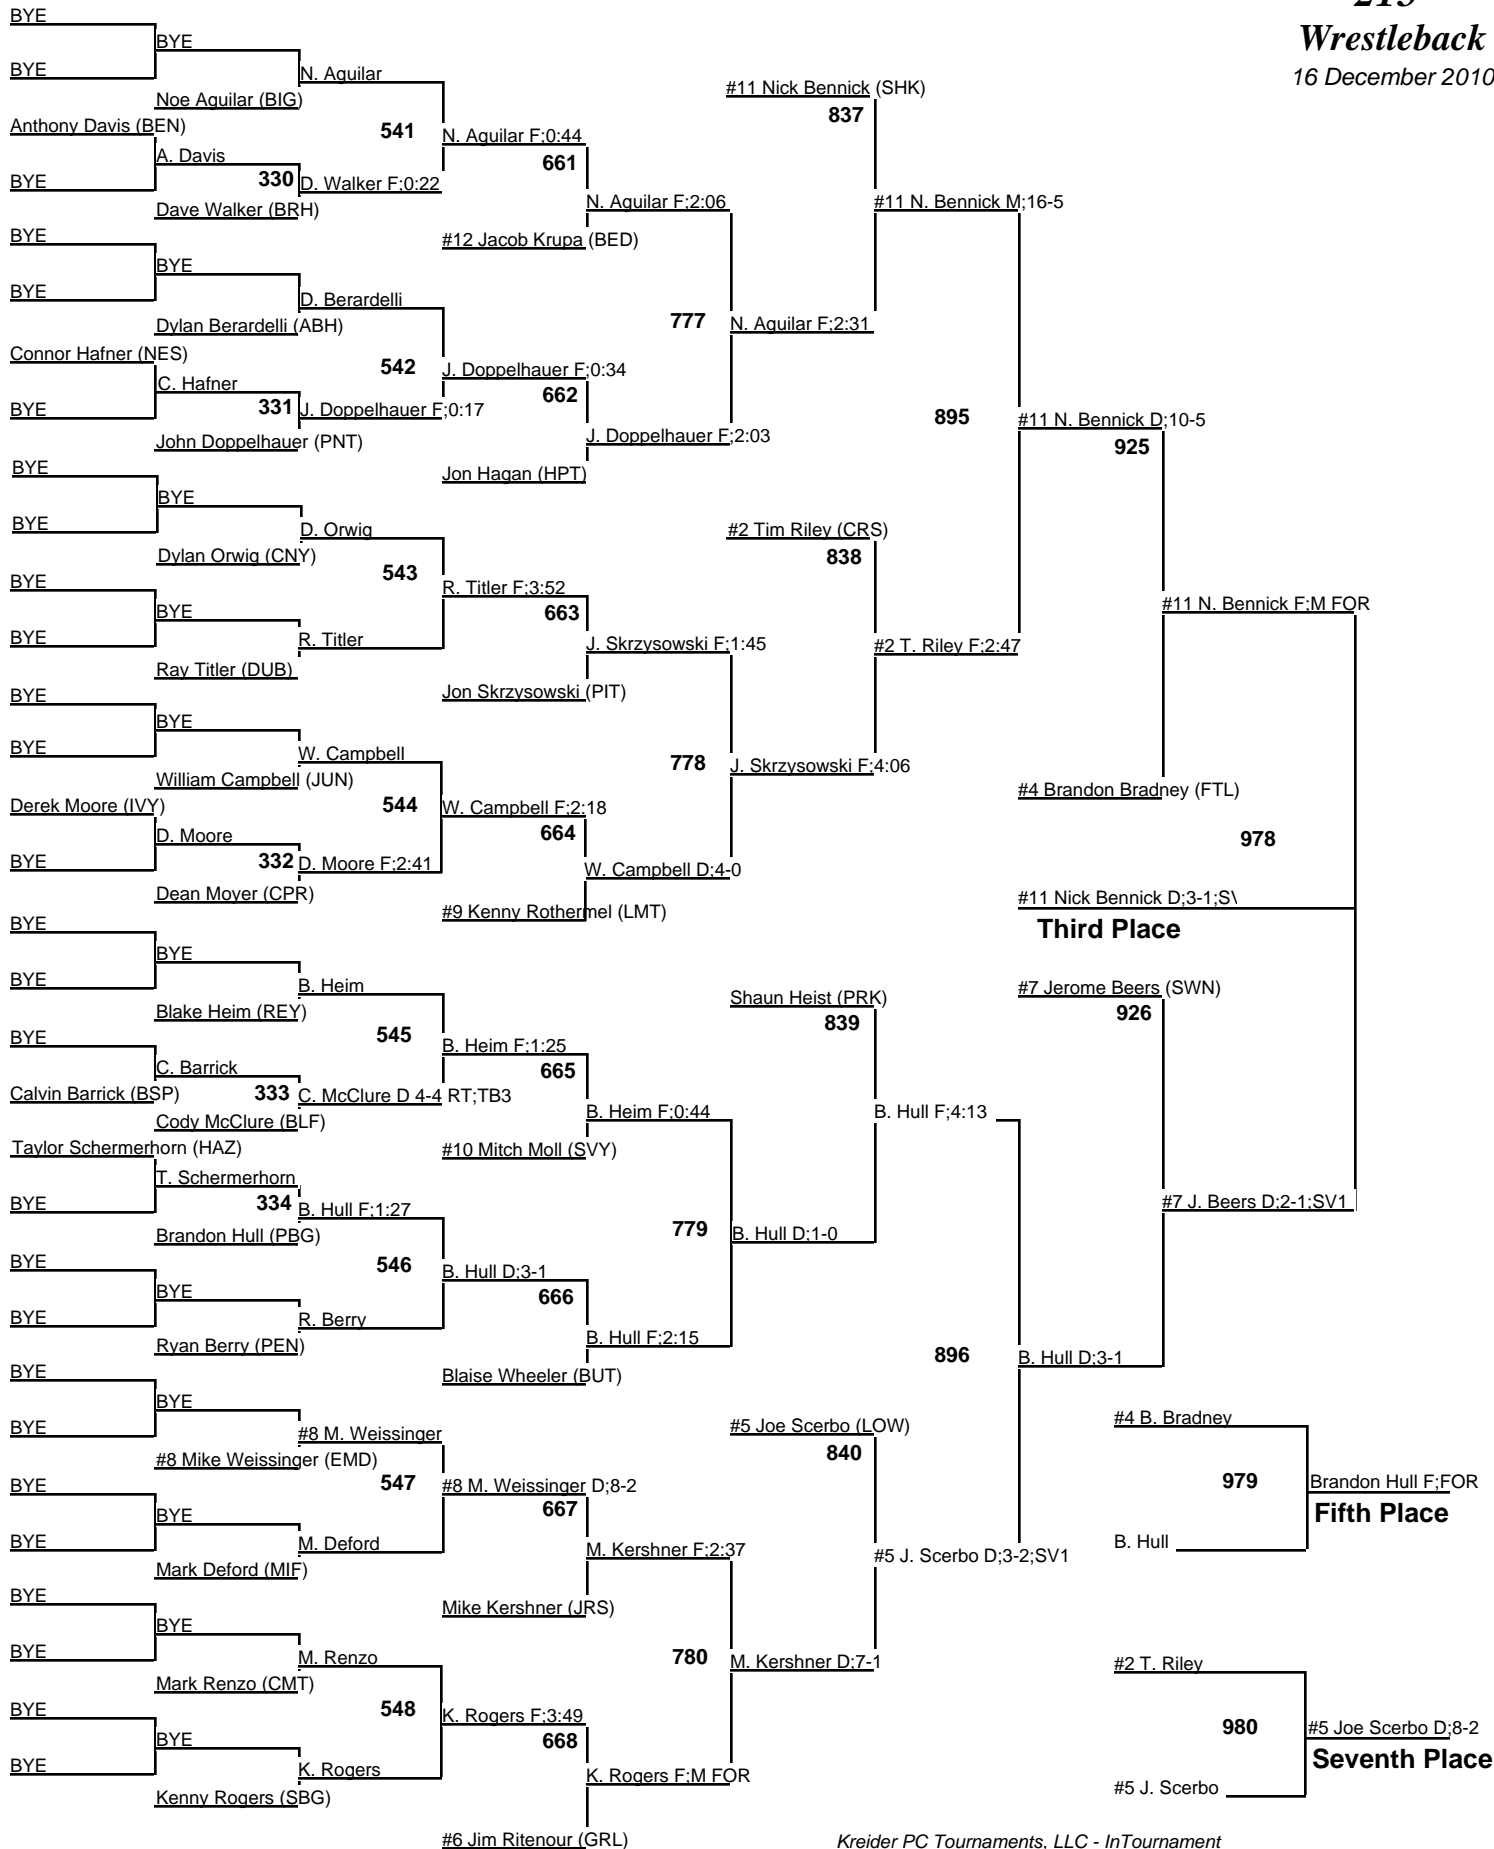 215
Wrestleback
16 December 2010
BYE
BYE
BYE
N. Aguilar
Noe Aguilar (BIG)
Anthony Davis (BEN)
A. Davis
BYE
330
D. Walker F;0:22
Dave Walker (BRH)
541
N. Aguilar F;0:44
661
N. Aguilar F;2:06
#12 Jacob Krupa (BED)
BYE
BYE
BYE
D. Berardelli
Dylan Berardelli (ABH)
Connor Hafner (NES)
C. Hafner
BYE
331
J. Doppelhauer F;0:17
John Doppelhauer (PNT)
542
J. Doppelhauer F;0:34
662
J. Doppelhauer F;2:03
Jon Hagan (HPT)
777
N. Aguilar F;2:31
#11 Nick Bennick (SHK)
837
#11 N. Bennick M;16-5
BYE
BYE
BYE
D. Orwig
Dylan Orwig (CNY)
543
BYE
BYE
BYE
R. Titler
Ray Titler (DUB)
R. Titler F;3:52
663
J. Skrzysowski F;1:45
Jon Skrzysowski (PIT)
BYE
BYE
BYE
W. Campbell
William Campbell (JUN)
Derek Moore (IVY)
D. Moore
BYE
332
D. Moore F;2:41
Dean Moyer (CPR)
544
W. Campbell F;2:18
664
W. Campbell D;4-0
#9 Kenny Rothermel (LMT)
778
J. Skrzysowski F;4:06
#2 Tim Riley (CRS)
838
#2 T. Riley F;2:47
895
#11 N. Bennick D;10-5
925
#11 N. Bennick F;M FOR
#4 Brandon Bradney (FTL)
978
#11 Nick Bennick D;3-1;S\
Third Place
BYE
BYE
BYE
B. Heim
Blake Heim (REY)
BYE
C. Barrick
Calvin Barrick (BSP)
333
C. McClure D 4-4 RT;TB3
Cody McClure (BLF)
545
B. Heim F;1:25
665
B. Heim F;0:44
#10 Mitch Moll (SVY)
Taylor Schermerhorn (HAZ)
T. Schermerhorn
BYE
334
B. Hull F;1:27
Brandon Hull (PBG)
546
BYE
BYE
BYE
R. Berry
Ryan Berry (PEN)
B. Hull D;3-1
666
B. Hull F;2:15
Blaise Wheeler (BUT)
779
B. Hull D;1-0
Shaun Heist (PRK)
839
B. Hull F;4:13
#7 Jerome Beers (SWN)
926
#7 J. Beers D;2-1;SV1
896
B. Hull D;3-1
BYE
BYE
BYE
#8 M. Weissinger
#8 Mike Weissinger (EMD)
547
BYE
BYE
BYE
M. Deford
Mark Deford (MIF)
#8 M. Weissinger D;8-2
667
M. Kershner F;2:37
Mike Kershner (JRS)
BYE
BYE
BYE
M. Renzo
Mark Renzo (CMT)
548
BYE
BYE
BYE
K. Rogers
Kenny Rogers (SBG)
K. Rogers F;3:49
668
K. Rogers F;M FOR
#6 Jim Ritenour (GRL)
780
M. Kershner D;7-1
#5 Joe Scerbo (LOW)
840
#5 J. Scerbo D;3-2;SV1
#4 B. Bradney
979
Brandon Hull F;FOR
Fifth Place
B. Hull
#2 T. Riley
980
#5 Joe Scerbo D;8-2
Seventh Place
#5 J. Scerbo
Kreider PC Tournaments, LLC - InTournament